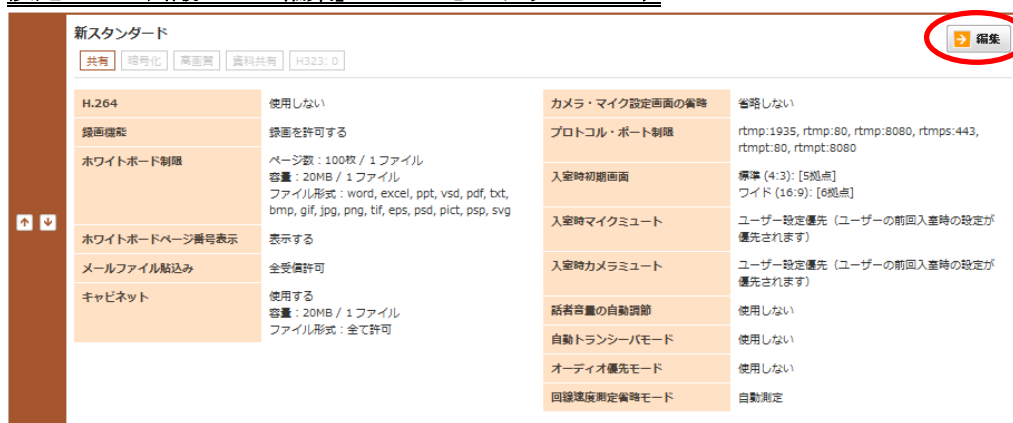 新スタンダード
編集
共有 暗号化 高画質 資料共有 H323: 0
H.264 使用しない
録画機能 録画を許可する
ホワイトボード制限 ページ数：100枚 / 1ファイル
容量：20MB / 1ファイル
ファイル形式：word, excel, ppt, vsd, pdf, txt,
bmp, gif, jpg, png, tif, eps, psd, pict, psp, svg
ホワイトボードページ番号表示 表示する
メールファイル貼込み 全受信許可
キャビネット 使用する
容量：20MB / 1ファイル
ファイル形式：全て許可
カメラ・マイク設定画面の省略 省略しない
プロトコル・ポート制限 rtmp:1935, rtmp:80, rtmp:8080, rtmps:443,
rtmpt:80, rtmpt:8080
入室時初期画面 標準 (4:3): [5拠点]
ワイド (16:9): [6拠点]
入室時マイクミュート ユーザー設定優先（ユーザーの前回入室時の設定が
優先されます）
入室時カメラミュート ユーザー設定優先（ユーザーの前回入室時の設定が
優先されます）
話者音量の自動調節 使用しない
自動トランシーバモード 使用しない
オーディオ優先モード 使用しない
回線速度測定省略モード 自動測定